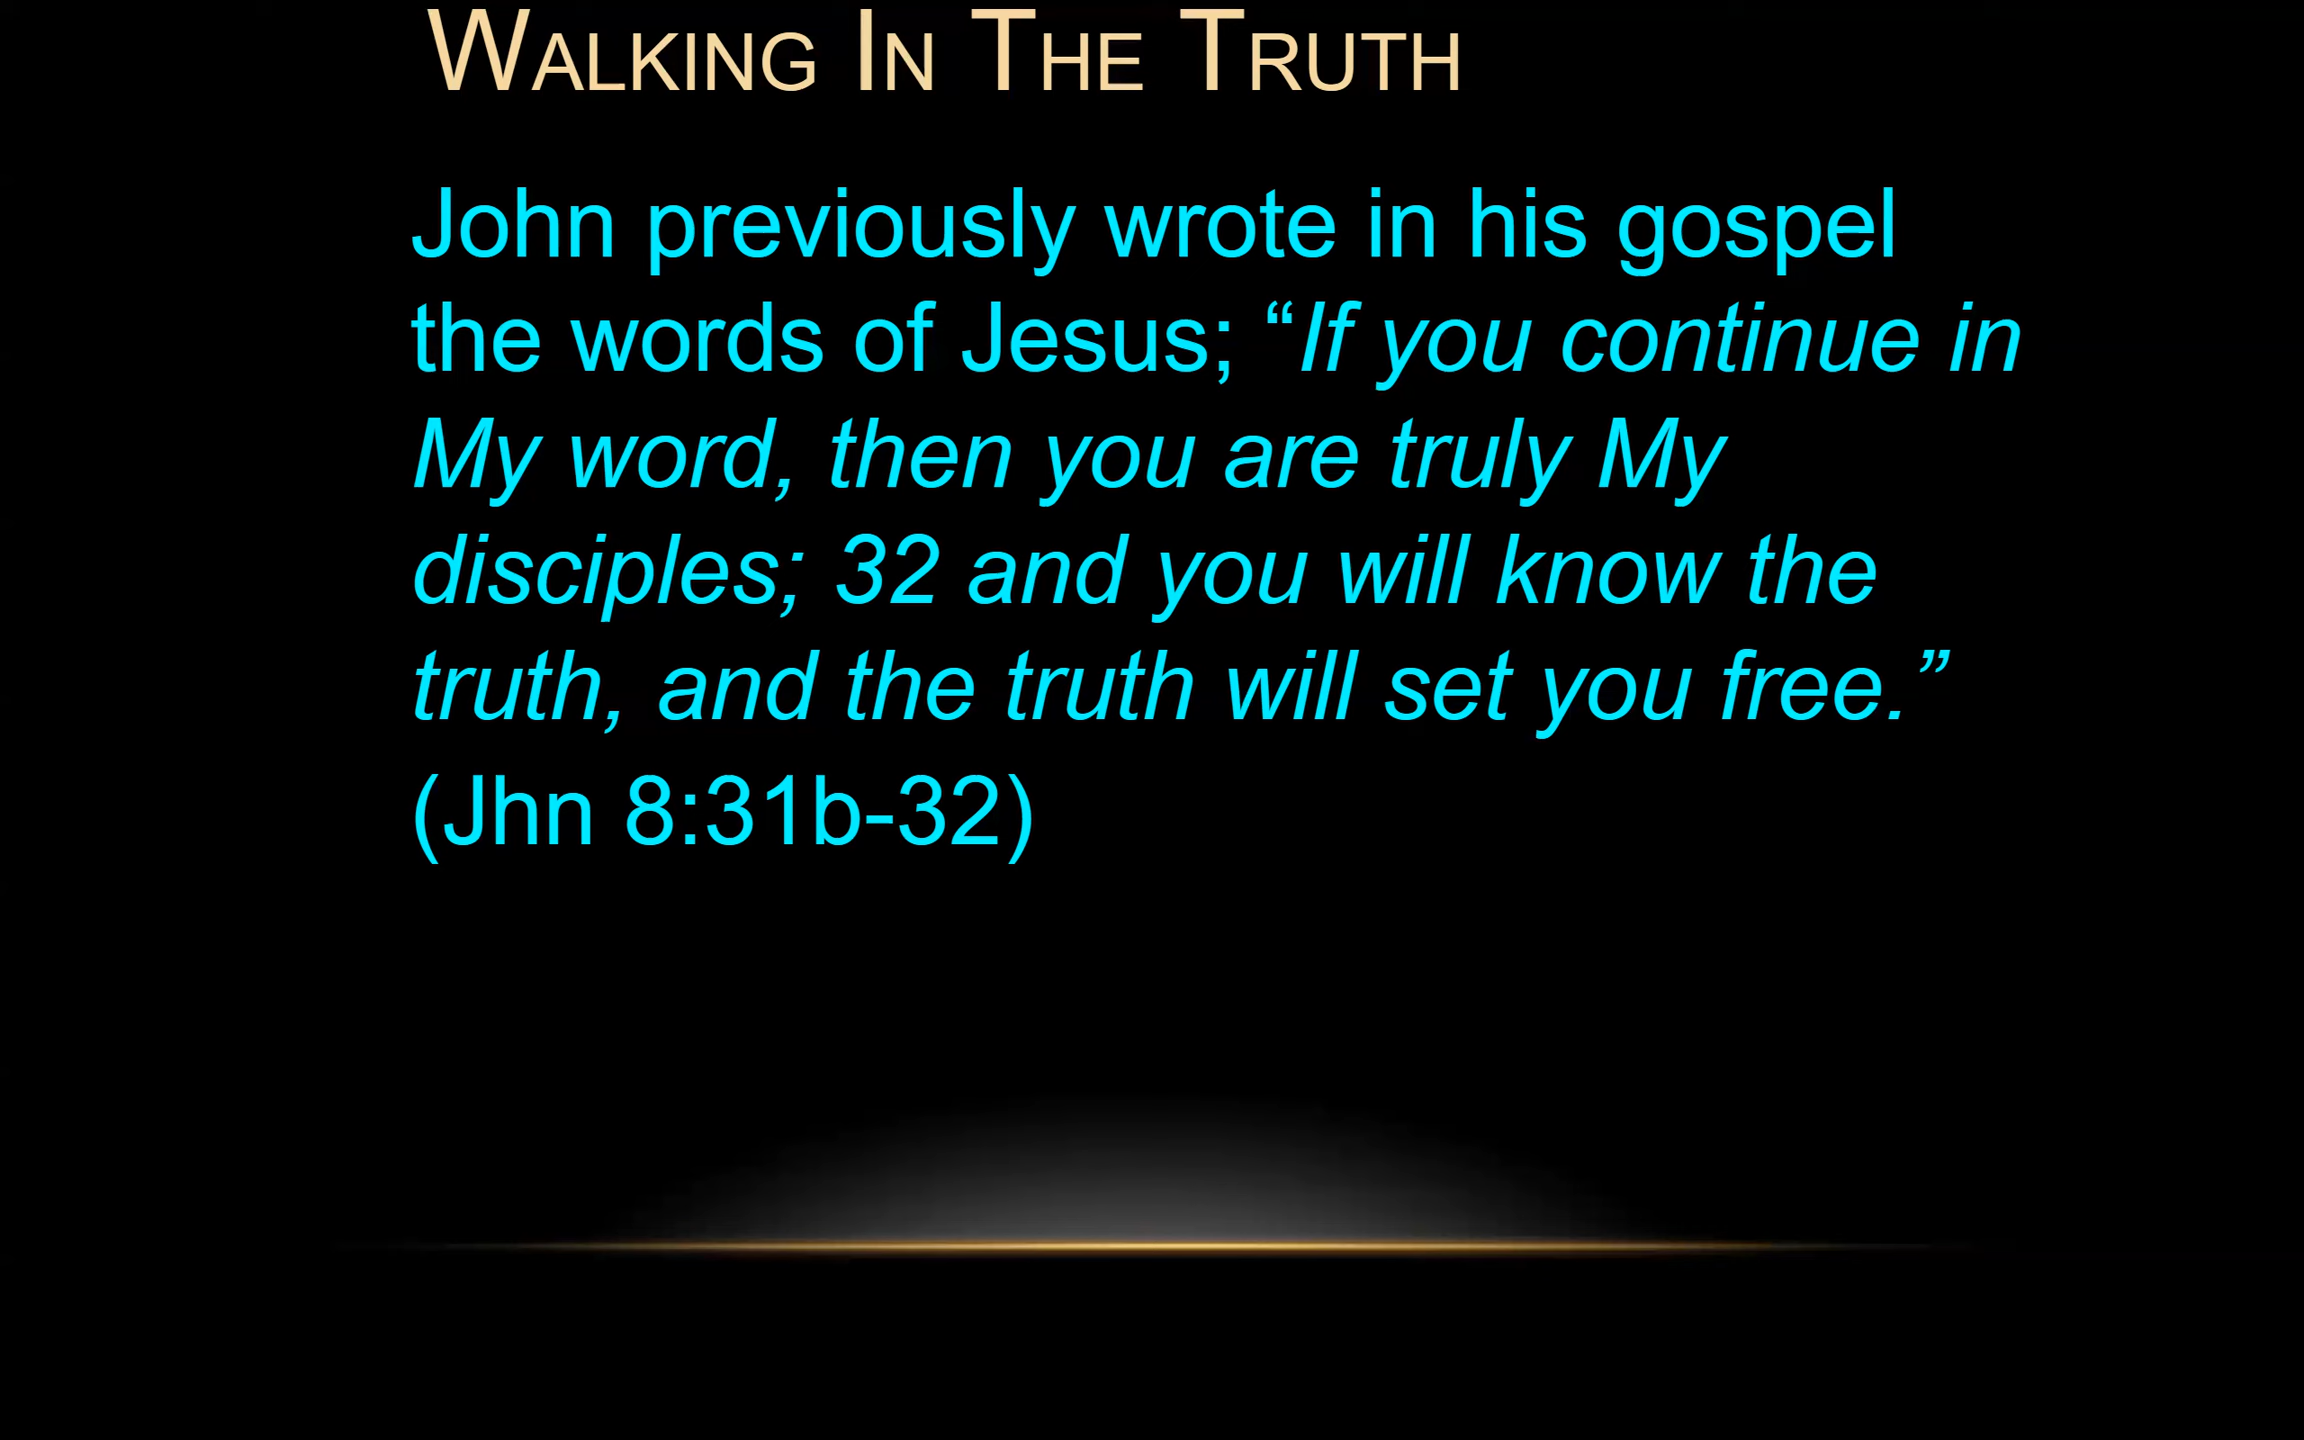 Walking In The Truth
John previously wrote in his gospel
the words of Jesus; “If you continue in
My word, then you are truly My
disciples; 32 and you will know the
truth, and the truth will set you free.”
(Jhn 8:31b-32)